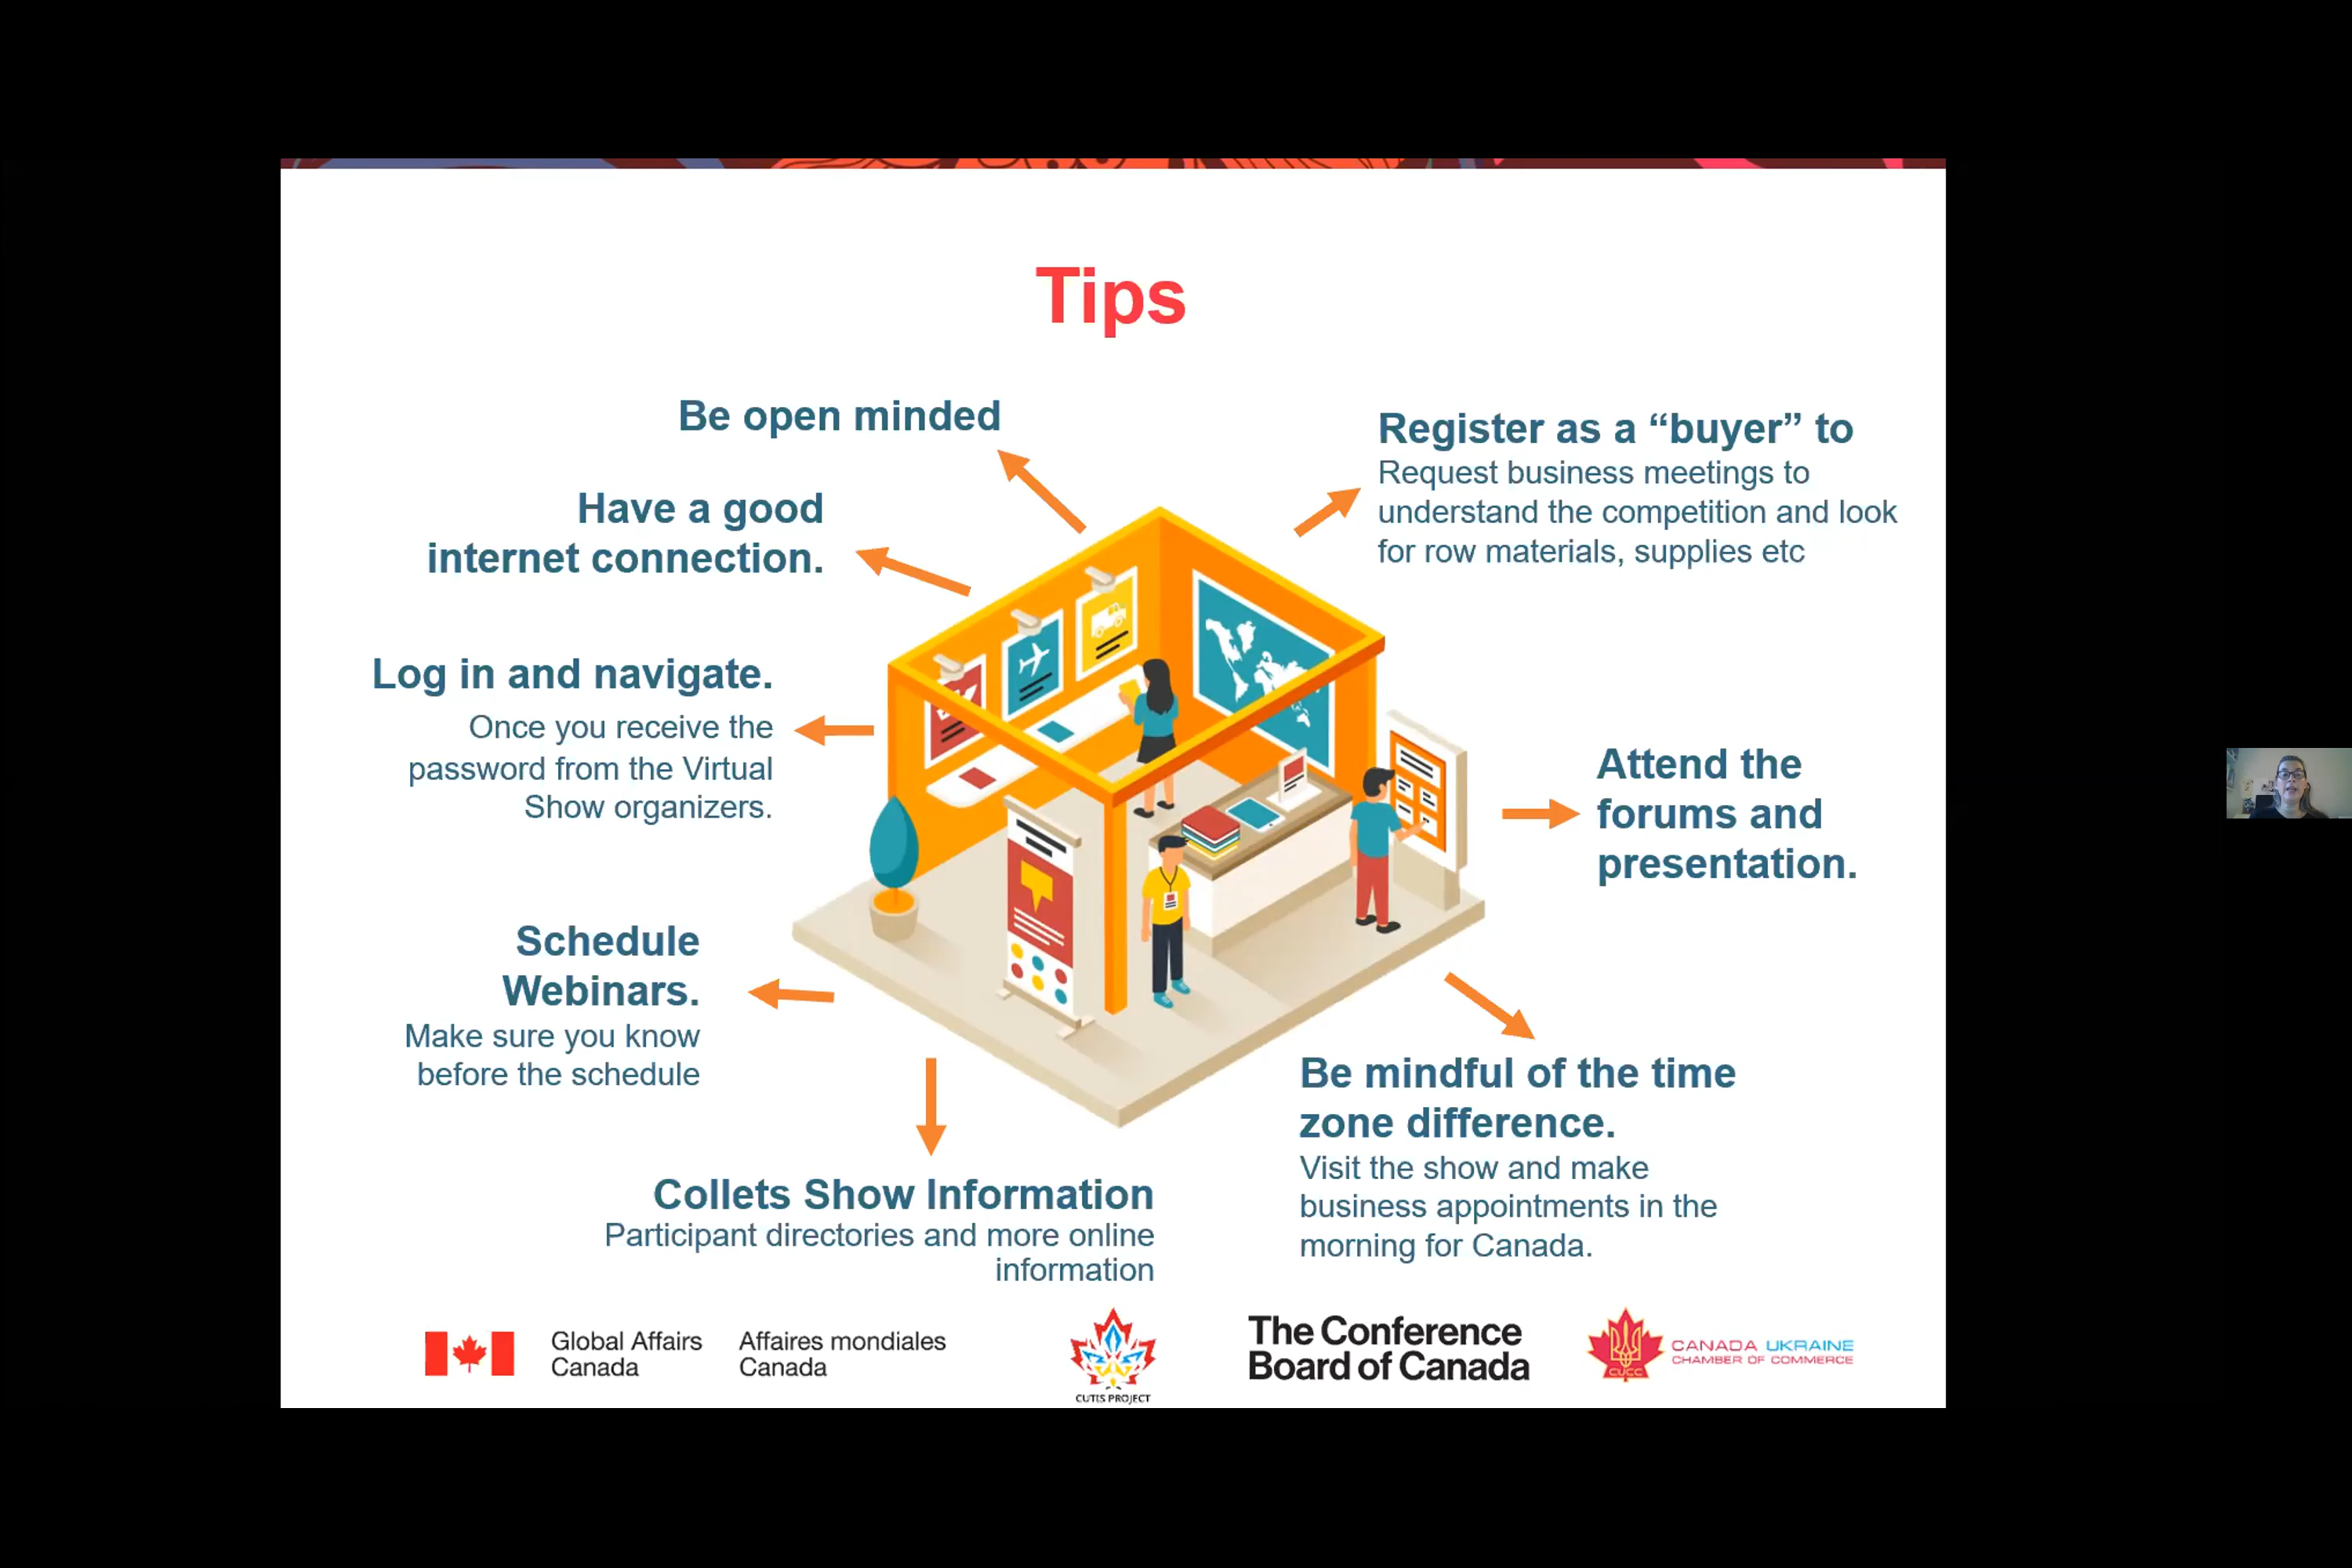 Tips
Be open minded
Have a good
internet connection.
Log in and navigate.
Once you receive the
password from the Virtual
Show organizers.
Schedule
Webinars.
Make sure you know
before the schedule
Collets Show Information
Participant directories and more online
information
Register as a “buyer” to
Request business meetings to
understand the competition and look
for row materials, supplies etc
Attend the
forums and
presentation.
Be mindful of the time
zone difference.
Visit the show and make
business appointments in the
morning for Canada.
Global Affairs
Canada
Affaires mondiales
Canada
CUTIS PROJECT
The Conference
Board of Canada
CUCC
CANADA UKRAINE
CHAMBER OF COMMERCE